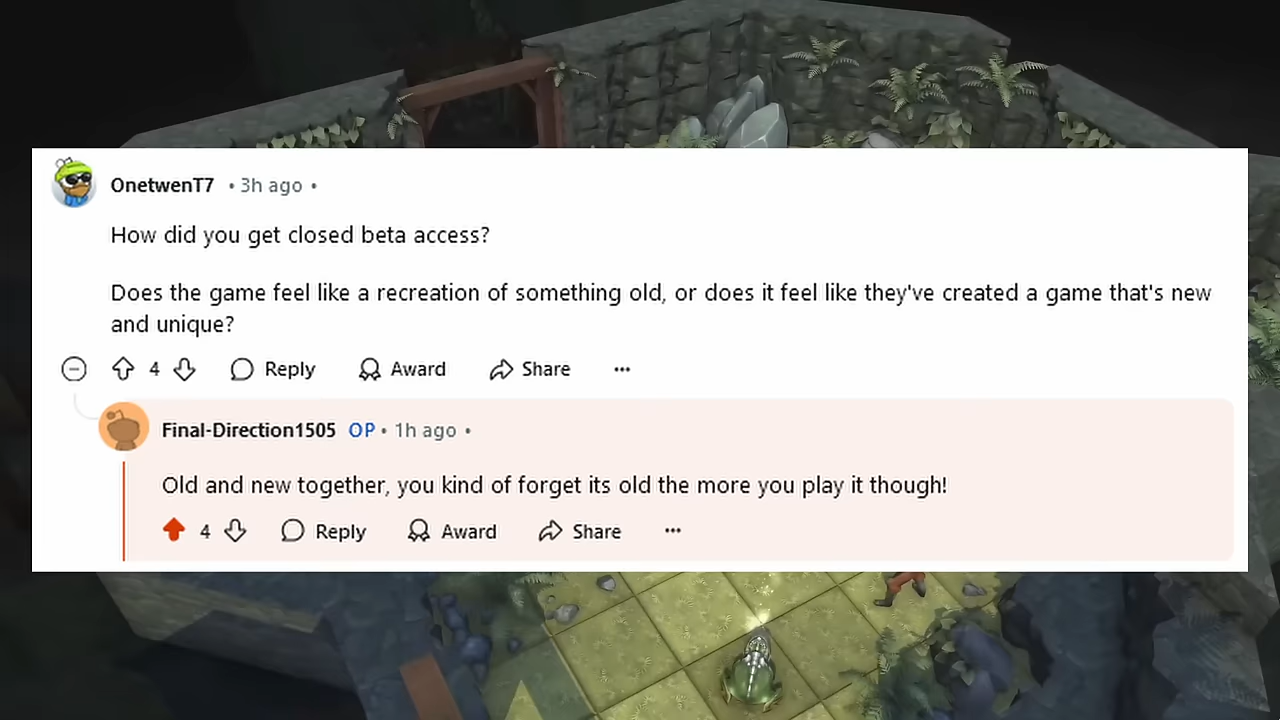 OnetwenT7 • 3h ago •
How did you get closed beta access?
Does the game feel like a recreation of something old, or does it feel like they've created a game that's new
and unique?
4 Reply Award Share ...
Final-Direction1505 OP • 1h ago •
Old and new together, you kind of forget its old the more you play it though!
4 Reply Award Share ...